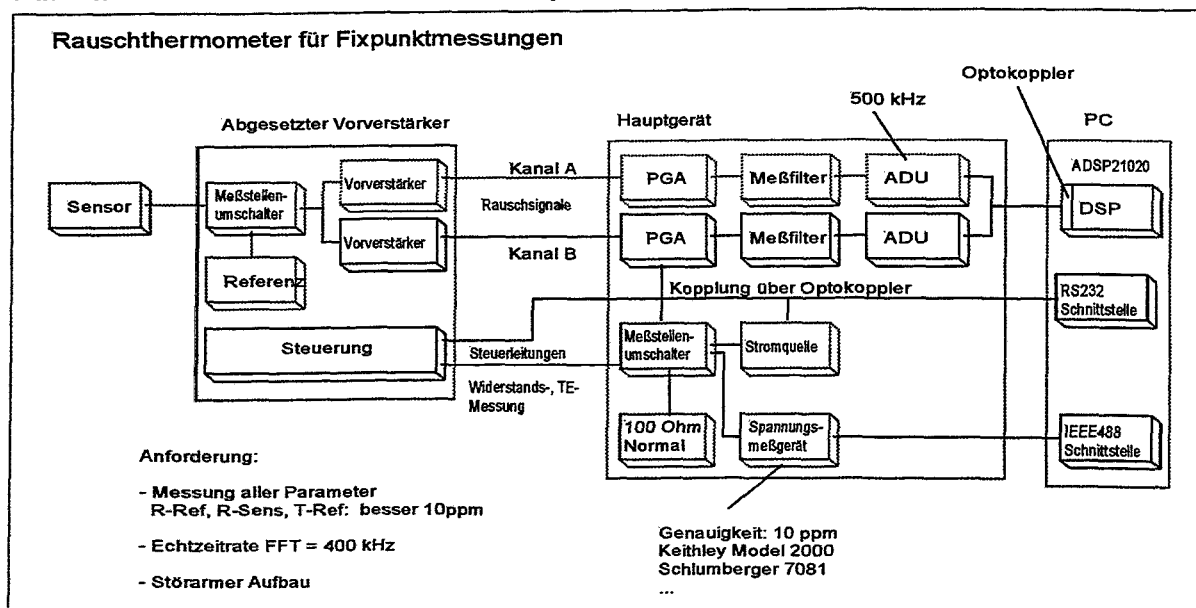 Rauschthermometer für Fixpunktmessungen
Optokoppler
500 kHz
Abgesetzter Vorverstärker
Hauptgerät
PC
ADSP21020
Sensor
Meßstellen-
umschalter
Vorverstärker
Kanal A
PGA
Meßfilter
ADU
DSP
Rauschsignale
Vorverstärker
Kanal B
PGA
Meßfilter
ADU
Referenz
Kopplung über Optokoppler
RS232
Schnittstelle
Steuerung
Steuerleitungen
Meßstellen-
umschalter
Stromquelle
Widerstands-, TE-
Messung
100 Ohm
Normal
Spannungs-
meßgerät
IEEE488
Schnittstelle
Anforderung:
- Messung aller Parameter
R-Ref, R-Sens, T-Ref: besser 10ppm
- Echtzeitrate FFT = 400 kHz
- Störarmer Aufbau
Genauigkeit: 10 ppm
Keithley Model 2000
Schlumberger 7081
...